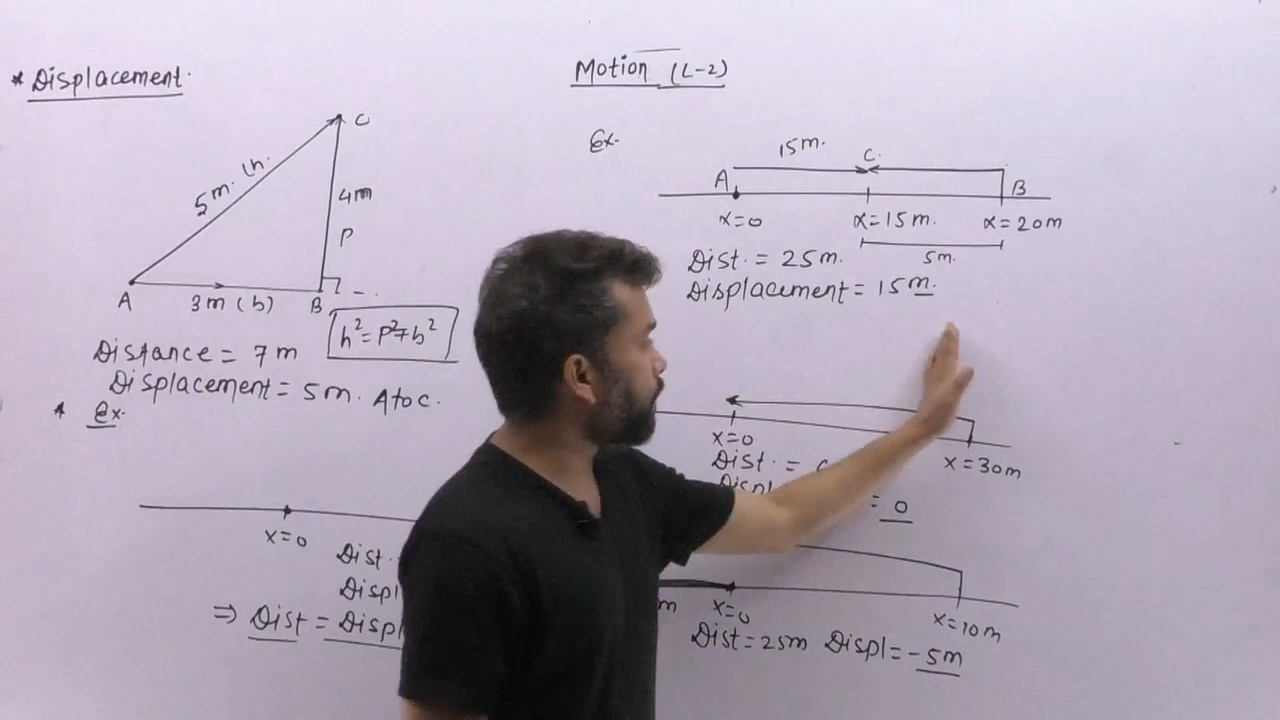 * Displacement.
Motion (L-2)
C
5m. (h.
4m
P
A
3m (b)
B
h²=P²+b²
Distance = 7m
Displacement = 5m. A to C.
* Ex.
Ex.
15m.
C.
A
B
x=0
x=15m.
x=20m
5m.
Dist. = 25m.
Displacement = 15m.
x=0
x=30m
Dist. =
= 0
x=0
Dist.
Displ
⇒ Dist = Displ
m
x=0
x=10m
Dist=25m Displ=-5m